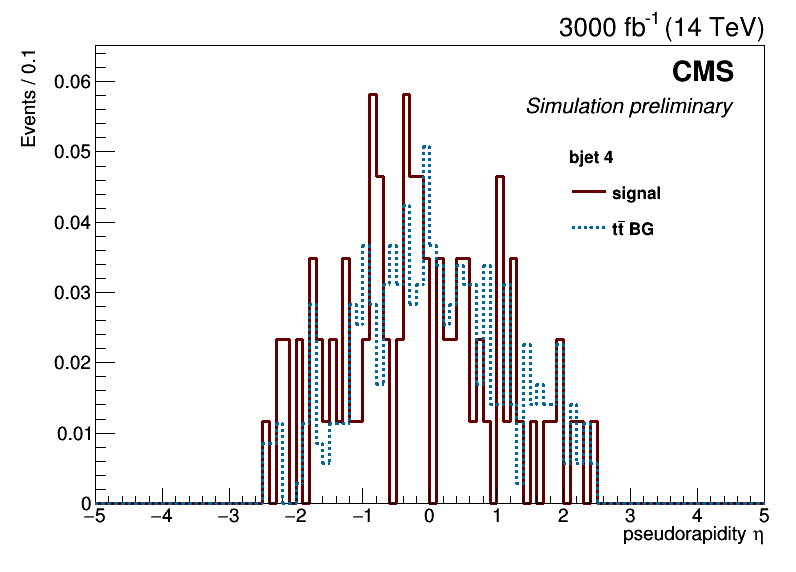 3000 fb⁻¹ (14 TeV)
CMS
Simulation preliminary
bjet 4
signal
tt̄ BG
Events / 0.1
0.06
0.05
0.04
0.03
0.02
0.01
0
−5 −4 −3 −2 −1 0 1 2 3 4 5
pseudorapidity η